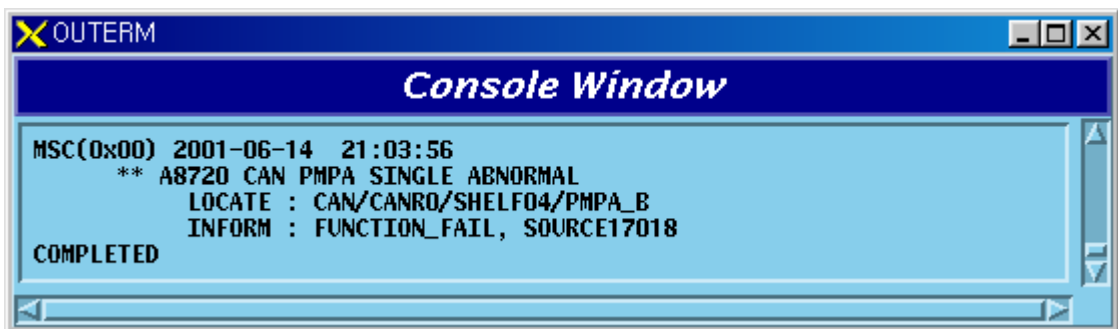 OUTERM
Console Window
MSC(0x00) 2001-06-14 21:03:56
** A8720 CAN PMPA SINGLE ABNORMAL
LOCATE : CAN/CANR0/SHELF04/PMPA_B
INFORM : FUNCTION_FAIL, SOURCE17018
COMPLETED